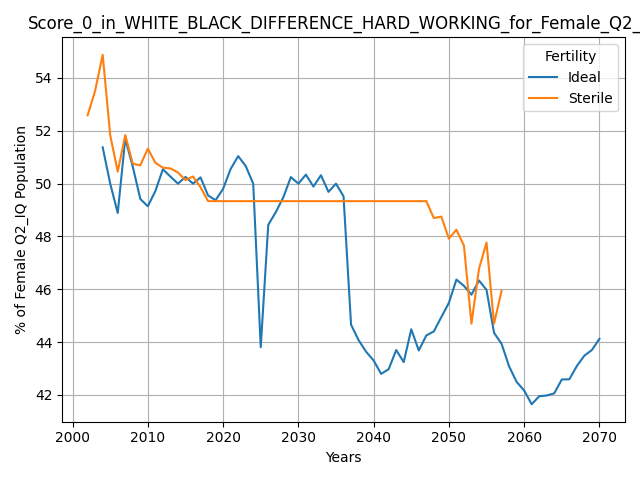 Score_0_in_WHITE_BLACK_DIFFERENCE_HARD_WORKING_for_Female_Q2_
Fertility
Ideal
Sterile
% of Female Q2_IQ Population
54
52
50
48
46
44
42
2000
2010
2020
2030
2040
2050
2060
2070
Years